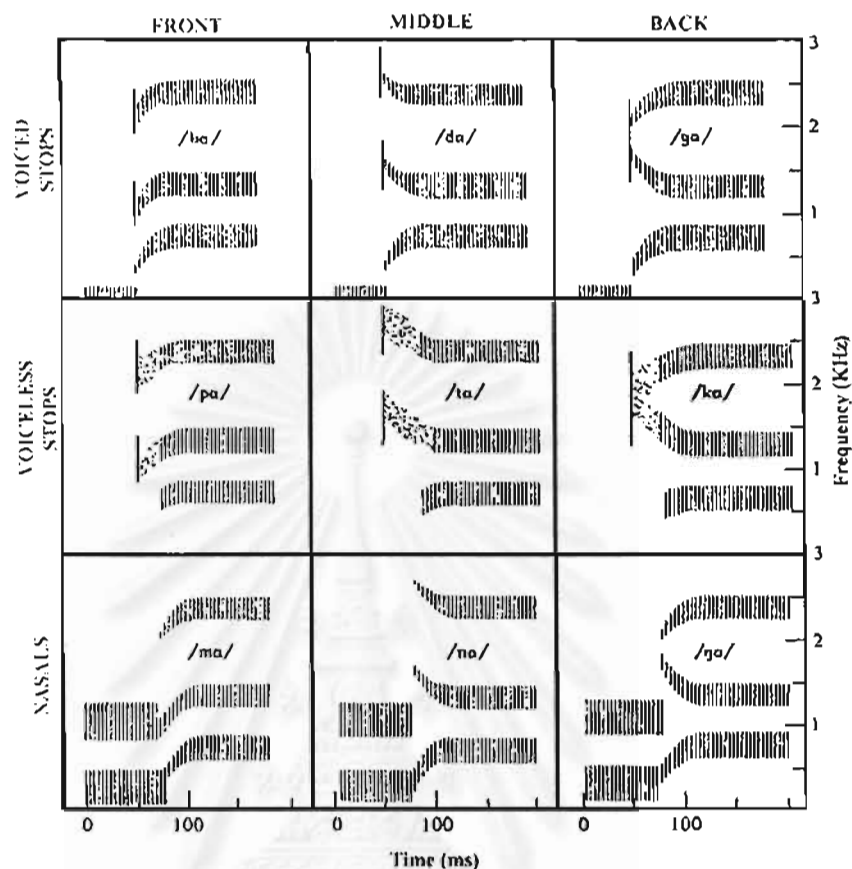 FRONT MIDDLE BACK
VOICED
STOPS
/ba/ /da/ /ga/
3
2
1
VOICELESS
STOPS
/pa/ /ta/ /ka/
3
2
1
Frequency (KHz)
NASALS
/ma/ /na/ /ŋa/
3
2
1
0 100 0 100 0 100
Time (ms)